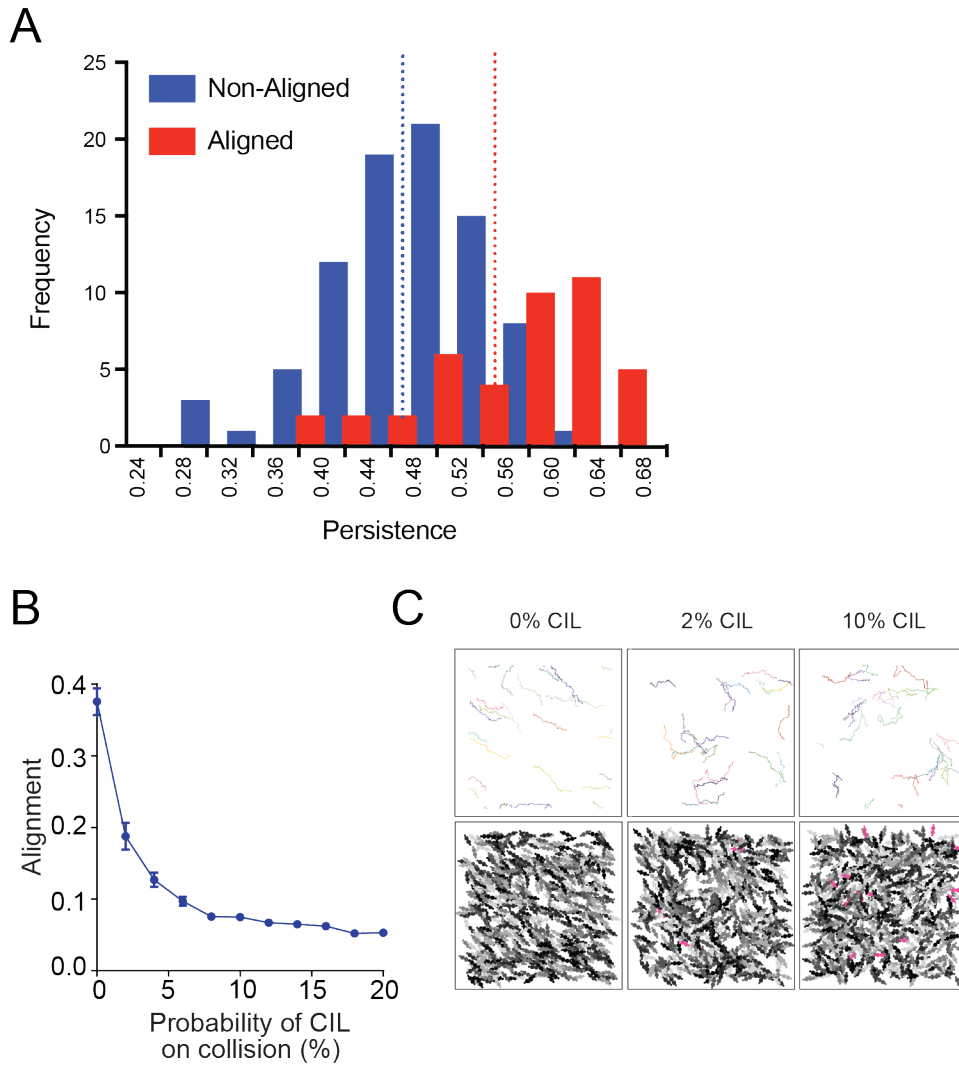 A
25
20
15
10
5
0
Frequency
Non-Aligned
Aligned
0.24 0.28 0.32 0.36 0.40 0.44 0.48 0.52 0.56 0.60 0.64 0.68
Persistence
B
0.4
0.3
0.2
0.1
0.0
Alignment
0 5 10 15 20
Probability of CIL
on collision (%)
C
0% CIL 2% CIL 10% CIL